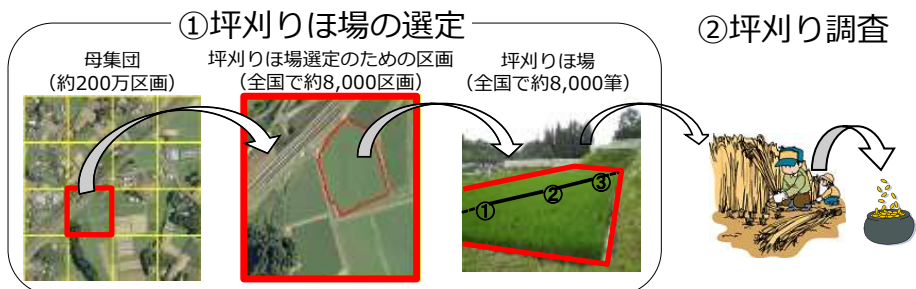 ①坪刈りほ場の選定
②坪刈り調査
母集団
(約200万区画)
坪刈りほ場選定のための区画
(全国で約8,000区画)
坪刈りほ場
(全国で約8,000筆)
①
②
③